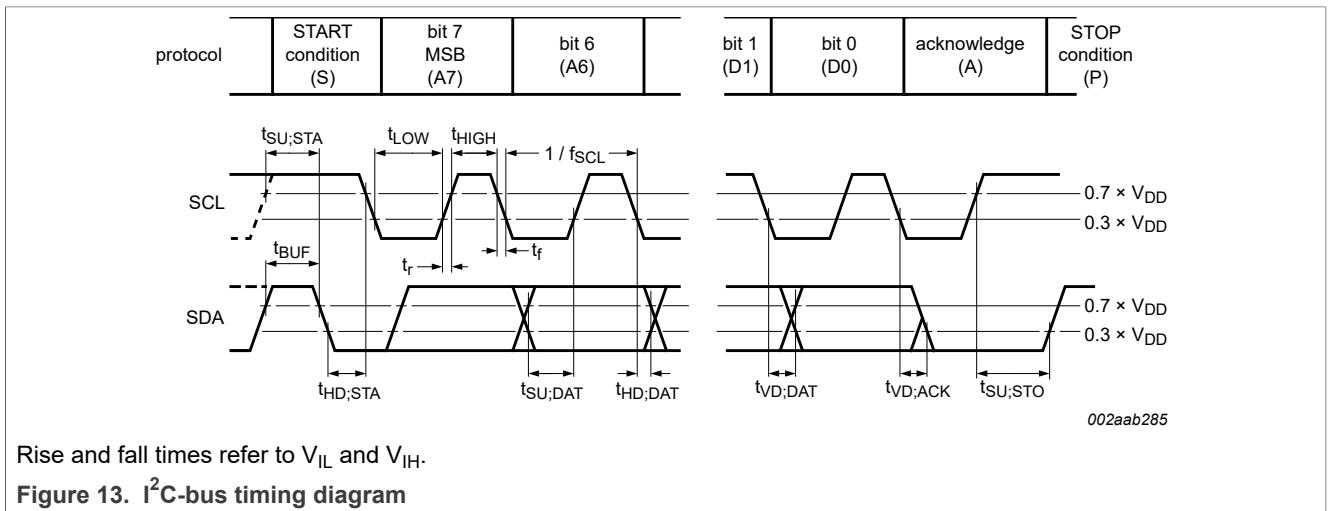 protocol
START condition (S)
bit 7 MSB (A7)
bit 6 (A6)
bit 1 (D1)
bit 0 (D0)
acknowledge (A)
STOP condition (P)
tSU;STA
tLOW
tHIGH
1 / fSCL
SCL
0.7 × VDD
0.3 × VDD
tBUF
tr
tf
SDA
0.7 × VDD
0.3 × VDD
tHD;STA
tSU;DAT
tHD;DAT
tVD;DAT
tVD;ACK
tSU;STO
002aab285
Rise and fall times refer to VIL and VIH.
Figure 13. I²C-bus timing diagram